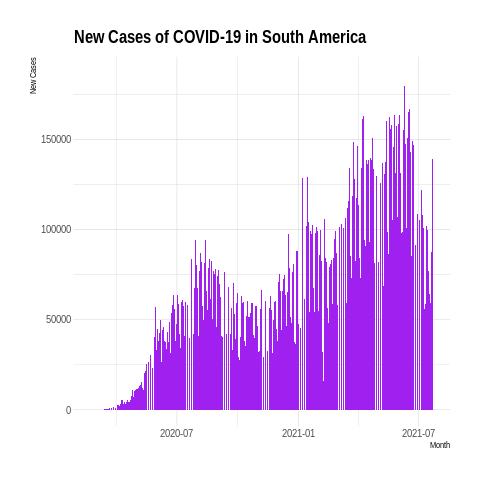 New Cases of COVID-19 in South America
New Cases
150000
100000
50000
0
2020-07
2021-01
2021-07
Month